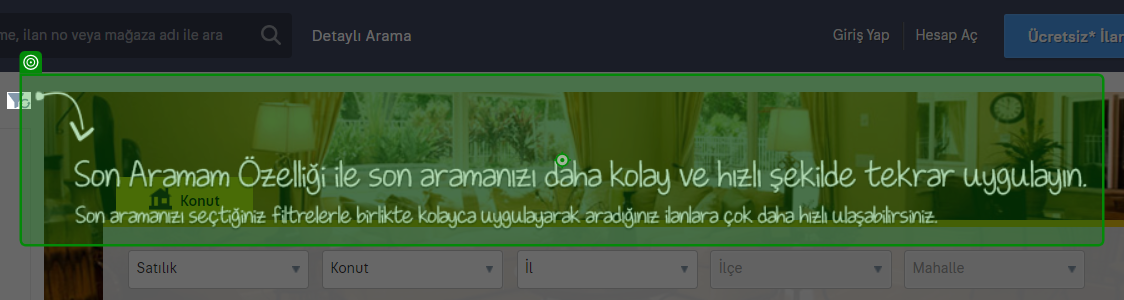 me, ilan no veya mağaza adı ile ara
Detaylı Arama
Giriş Yap
Hesap Aç
Ücretsiz* İlan
Son Aramam Özelliği ile son aramanızı daha kolay ve hızlı şekilde tekrar uygulayın.
Konut
Son aramanızı seçtiğiniz filtrelerle birlikte kolayca uygulayarak aradığınız ilanlara çok daha hızlı ulaşabilirsiniz.
Satılık
Konut
İl
İlçe
Mahalle